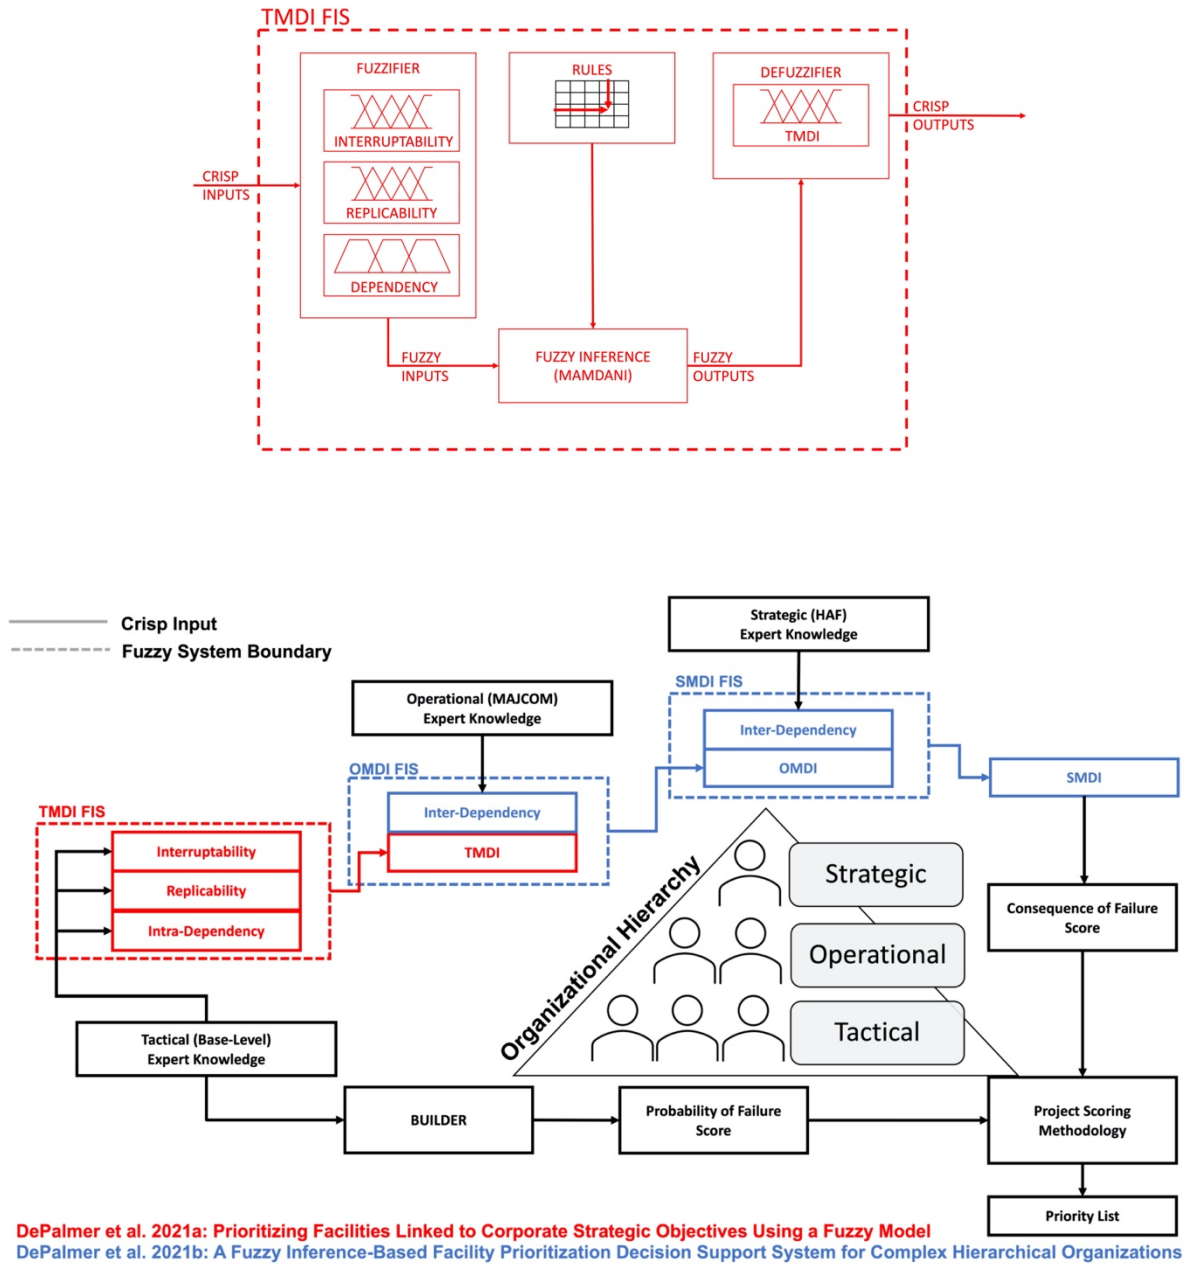 TMDI FIS
FUZZIFIER
INTERRUPTABILITY
REPLICABILITY
DEPENDENCY
RULES
DEFUZZIFIER
TMDI
CRISP
INPUTS
CRISP
OUTPUTS
FUZZY
INPUTS
FUZZY INFERENCE
(MAMDANI)
FUZZY
OUTPUTS
Crisp Input
Fuzzy System Boundary
Strategic (HAF)
Expert Knowledge
Operational (MAJCOM)
Expert Knowledge
SMDI FIS
Inter-Dependency
OMDI
SMDI
OMDI FIS
Inter-Dependency
TMDI
TMDI FIS
Interruptability
Replicability
Intra-Dependency
Organizational Hierarchy
Strategic
Operational
Tactical
Consequence of Failure
Score
Tactical (Base-Level)
Expert Knowledge
BUILDER
Probability of Failure
Score
Project Scoring
Methodology
Priority List
DePalmer et al. 2021a: Prioritizing Facilities Linked to Corporate Strategic Objectives Using a Fuzzy Model
DePalmer et al. 2021b: A Fuzzy Inference-Based Facility Prioritization Decision Support System for Complex Hierarchical Organizations